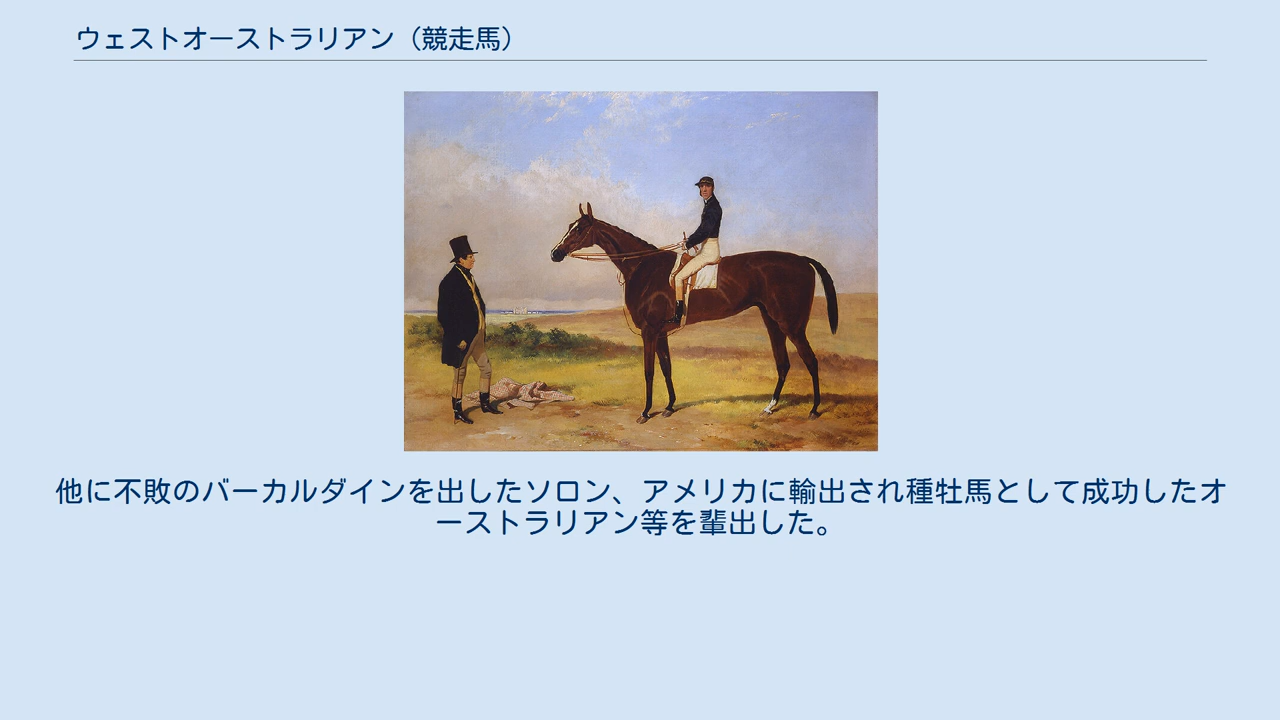 ウェストオーストラリアン（競走馬）
他に不敗のバーカルダインを出したソロン、アメリカに輸出され種牡馬として成功したオ
ーストラリアン等を輩出した。